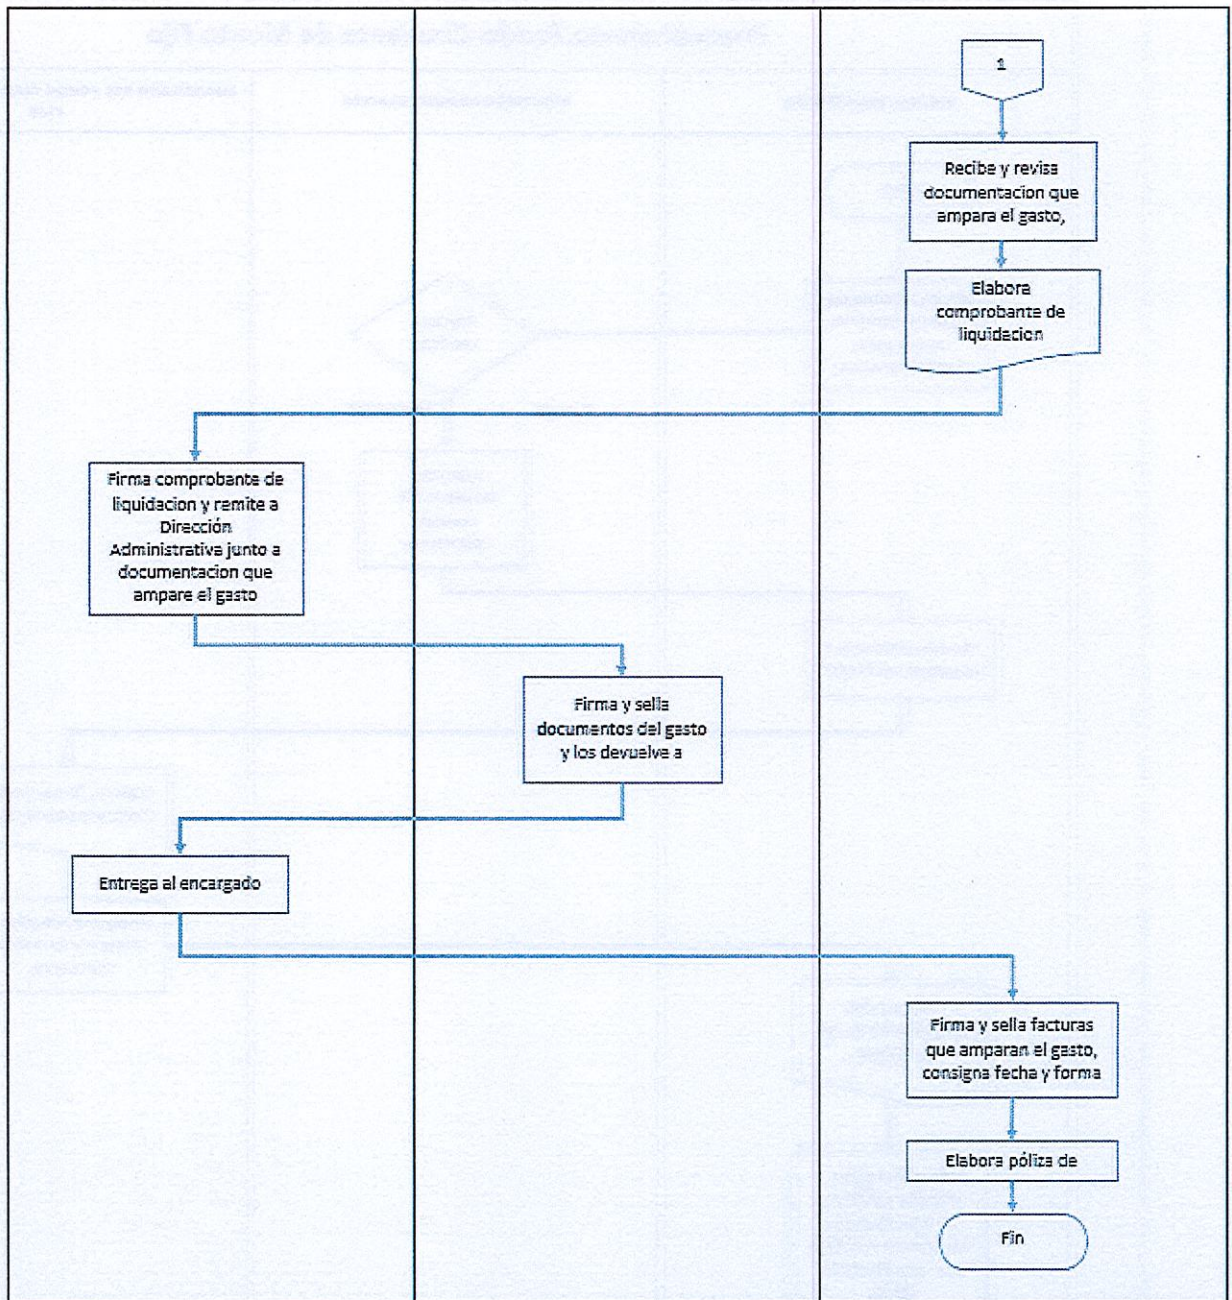 1
Recibe y revisa
documentacion que
ampara el gasto,
Elabora
comprobante de
liquidacion
Firma comprobante de
liquidacion y remite a
Dirección
Administrativa junto a
documentacion que
ampare el gasto
Firma y sella
documentos del gasto
y los devuelve a
Entrega al encargado
Firma y sella facturas
que amparan el gasto,
consigna fecha y forma
Elabora póliza de
Fin